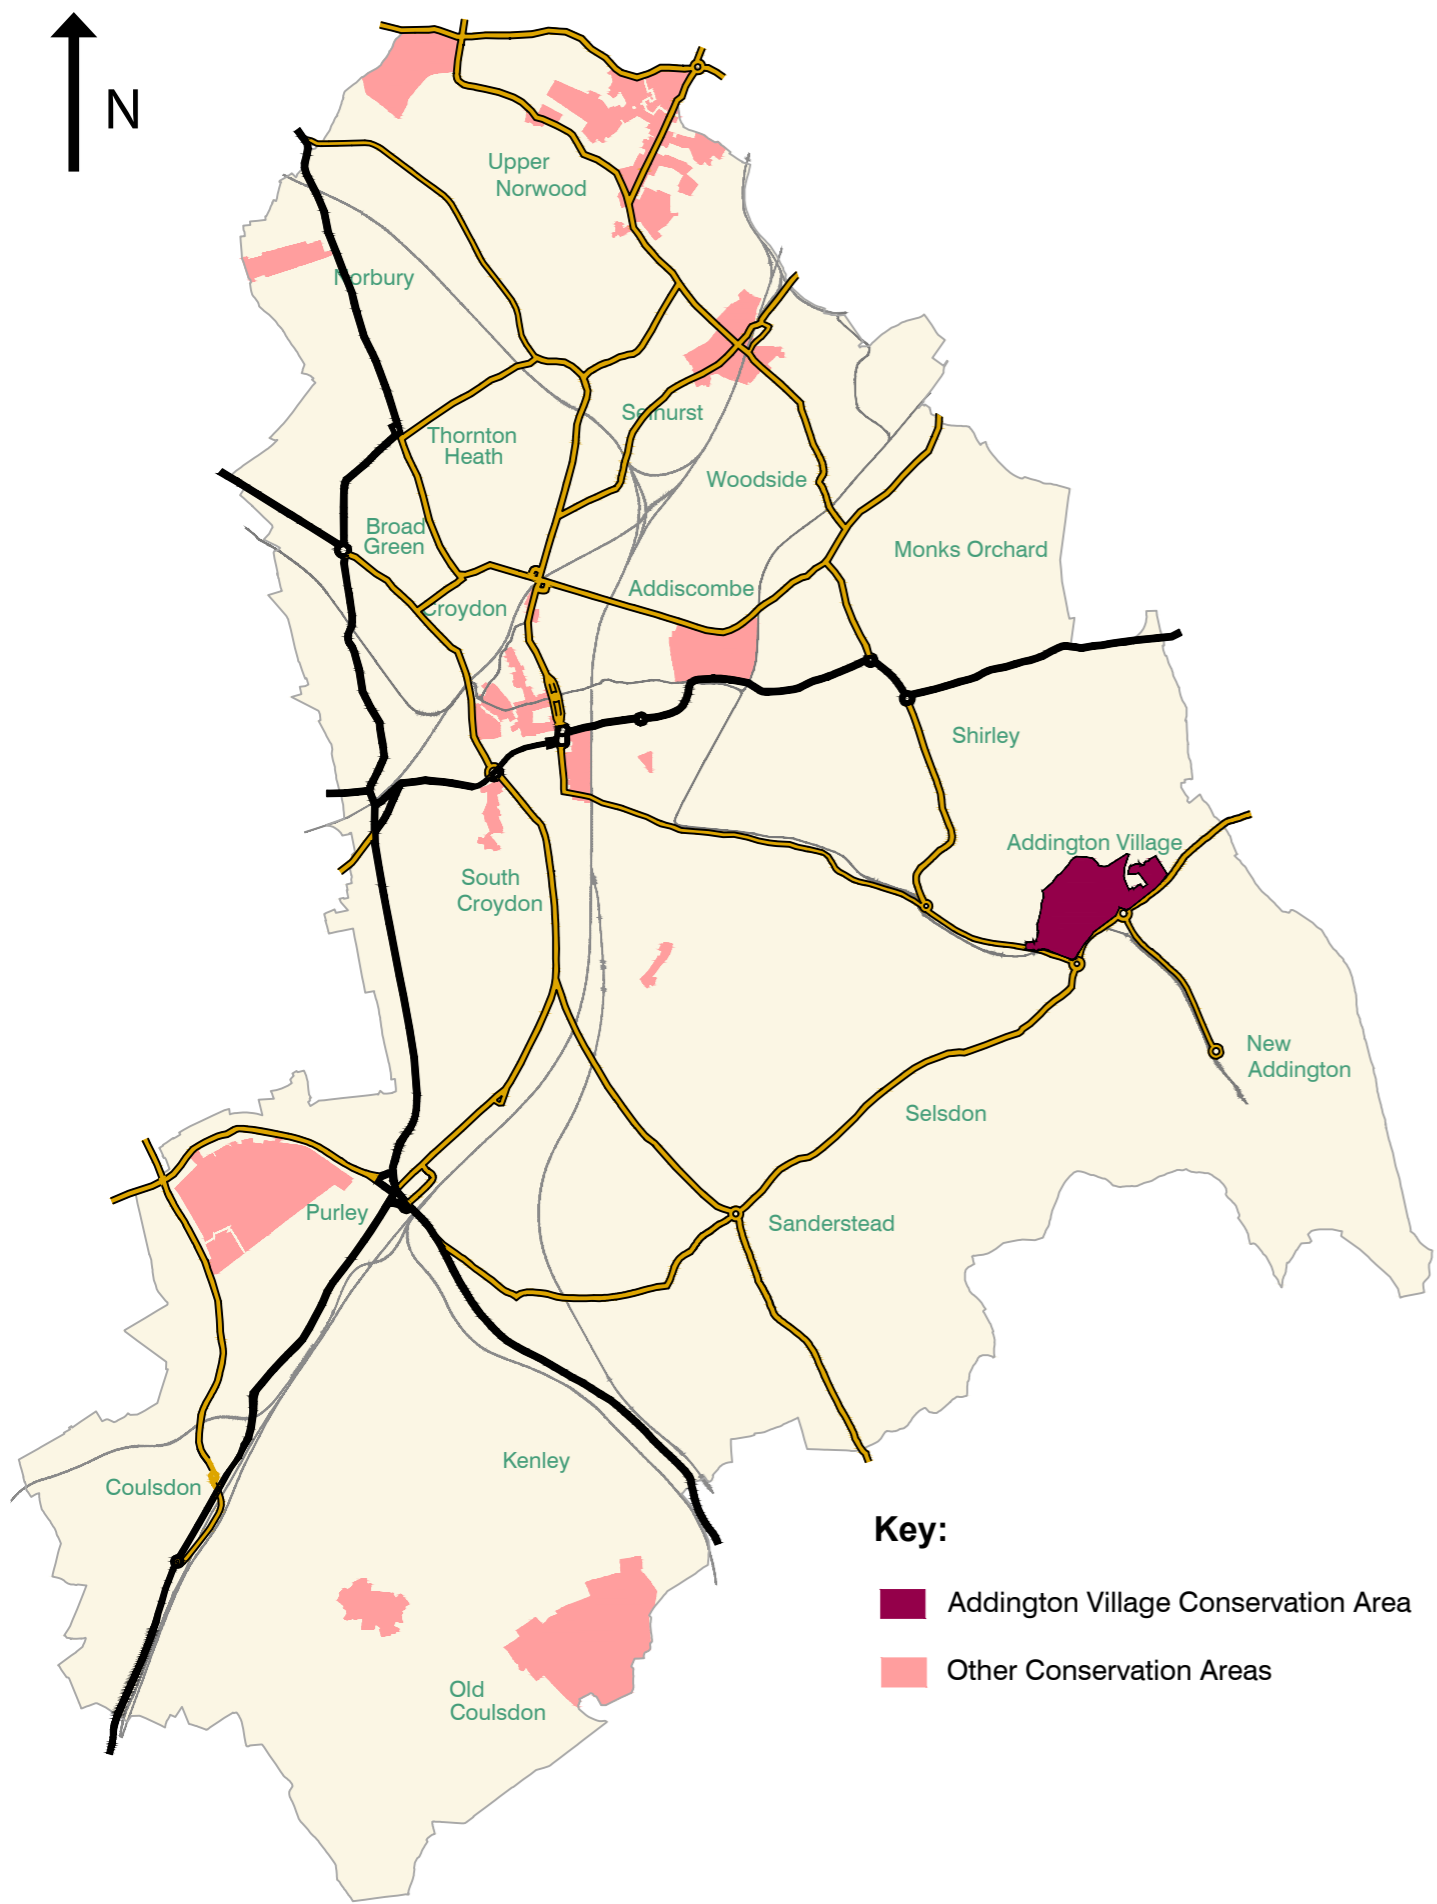 N
Upper
Norwood
Norbury
Selhurst
Thornton
Heath
Woodside
Broad
Green
Monks Orchard
Addiscombe
Croydon
Shirley
Addington Village
South
Croydon
New
Addington
Selsdon
Purley
Sanderstead
Kenley
Coulsdon
Old
Coulsdon
Key:
Addington Village Conservation Area
Other Conservation Areas